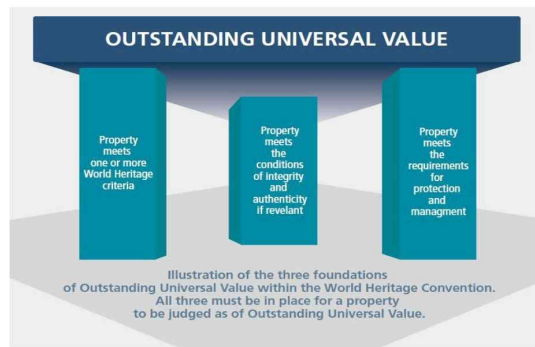 OUTSTANDING UNIVERSAL VALUE
Property
meets
one or more
World Heritage
criteria
Property
meets
the
conditions
of integrity
and
authenticity
if revelant
Property
meets
the
requirements
for
protection
and
managment
Illustration of the three foundations
of Outstanding Universal Value within the World Heritage Convention.
All three must be in place for a property
to be judged as of Outstanding Universal Value.